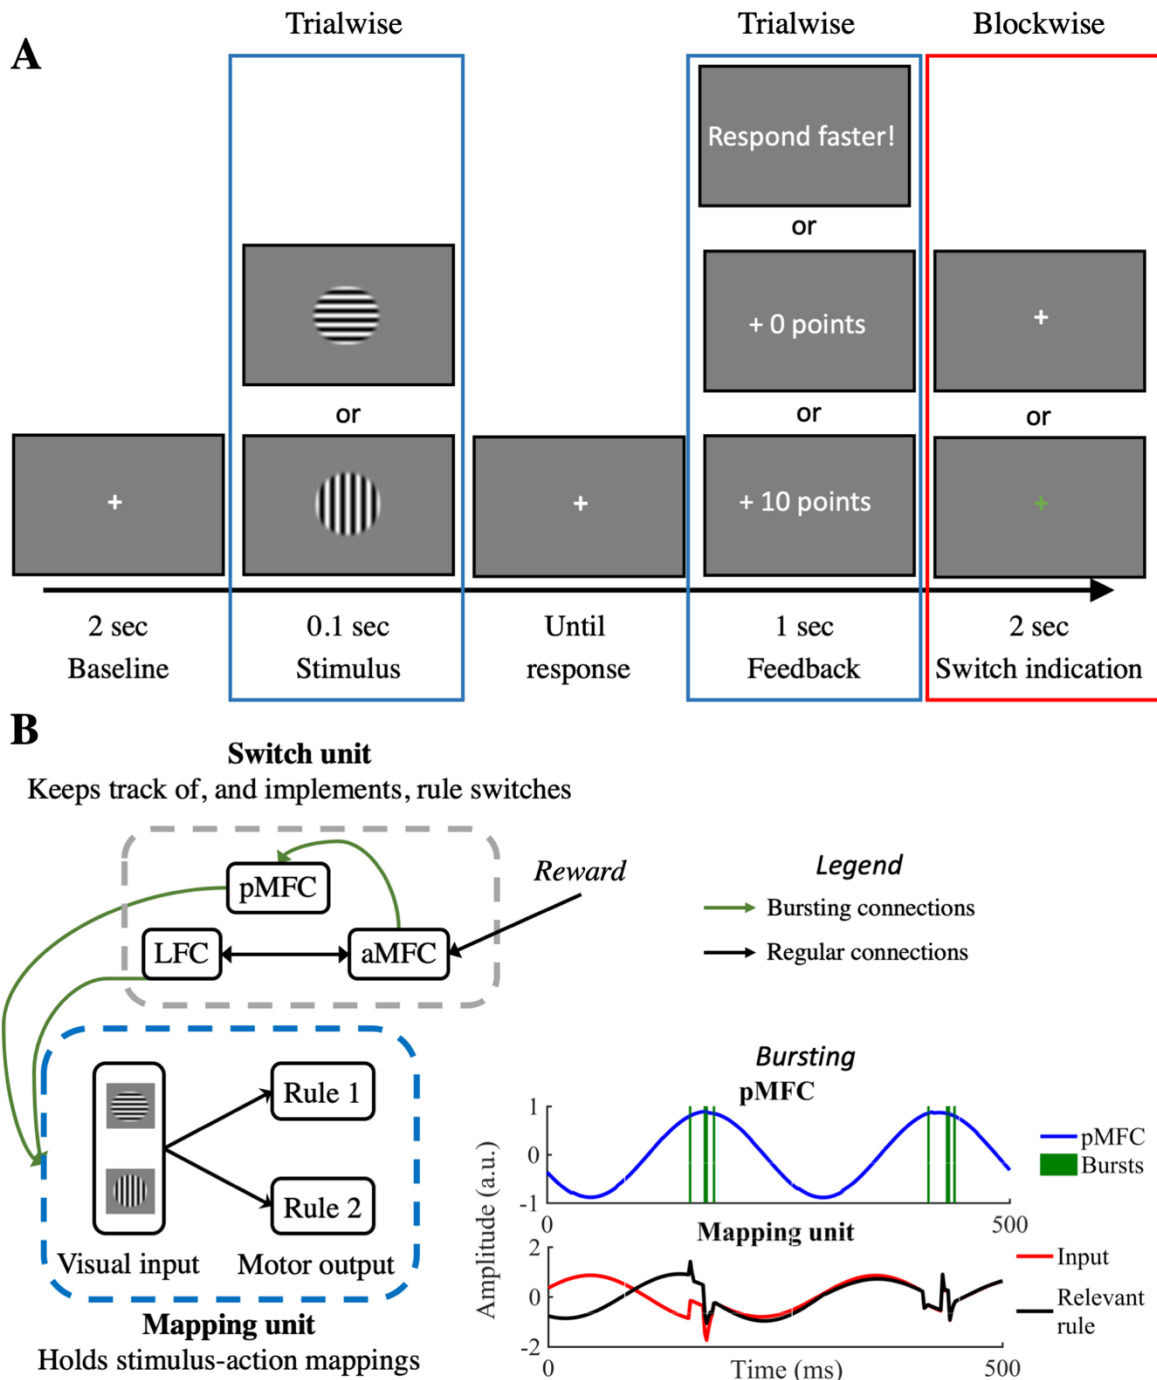 Trialwise
Trialwise
Blockwise
A
Respond faster!
or
+ 0 points
+
or
or
or
+
+
+ 10 points
+
2 sec
0.1 sec
Until
1 sec
2 sec
Baseline
Stimulus
response
Feedback
Switch indication
B
Switch unit
Keeps track of, and implements, rule switches
pMFC
LFC
aMFC
Reward
Legend
Bursting connections
Regular connections
Rule 1
Rule 2
Visual input
Motor output
Mapping unit
Holds stimulus-action mappings
Bursting
pMFC
1
0
-1
0
500
pMFC
Bursts
Amplitude (a.u.)
Mapping unit
2
0
-2
0
500
Time (ms)
Input
Relevant
rule